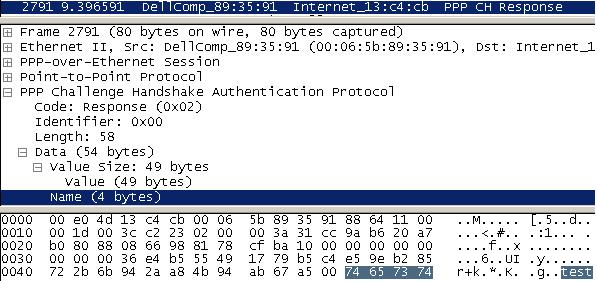 2791 9.396591 DellComp_89:35:91 Internet_13:c4:cb PPP CH Response
Frame 2791 (80 bytes on wire, 80 bytes captured)
Ethernet II, Src: DellComp_89:35:91 (00:06:5b:89:35:91), Dst: Internet_1
PPP-over-Ethernet Session
Point-to-Point Protocol
PPP Challenge Handshake Authentication Protocol
Code: Response (0x02)
Identifier: 0x00
Length: 58
Data (54 bytes)
Value Size: 49 bytes
Value (49 bytes)
Name (4 bytes)
0000 00 e0 4d 13 c4 cb 00 06 5b 89 35 91 88 64 11 00 ..M..... [.5..d..
0010 00 1d 00 3c c2 23 02 00 00 3a 31 cc 9a b6 20 a7 ...<.#.. .:1... .
0020 b0 80 88 08 66 98 81 78 cf ba 10 00 00 00 00 00 ....f..x ........
0030 00 00 00 00 36 e4 b5 55 49 17 79 b5 c4 e5 9e b2 85 ....6..UI.y.....
0040 72 2b 6b 94 2a a8 4b 94 ab 67 a5 00 74 65 73 74 r+k.*.K. .g..test